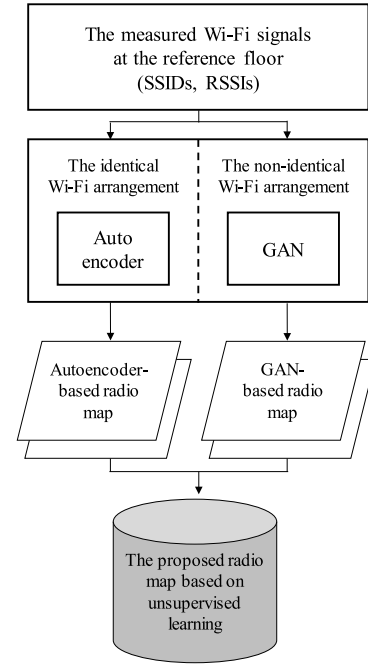 The measured Wi-Fi signals
at the reference floor
(SSIDs, RSSIs)
The identical
Wi-Fi arrangement
Auto
encoder
The non-identical
Wi-Fi arrangement
GAN
Autoencoder-
based radio
map
GAN-
based radio
map
The proposed radio
map based on
unsupervised
learning